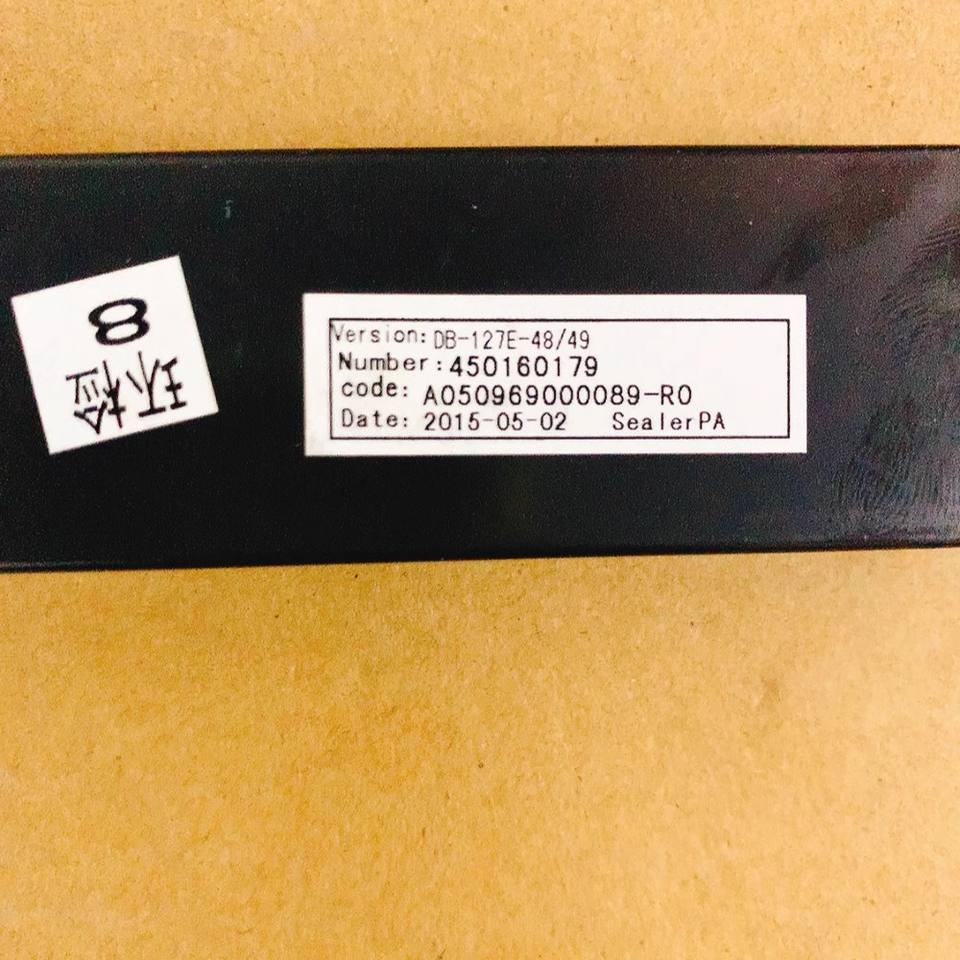 8
环检
Version: DB-127E-48/49
Number: 450160179
code: A050969000089-R0
Date: 2015-05-02 SealerPA